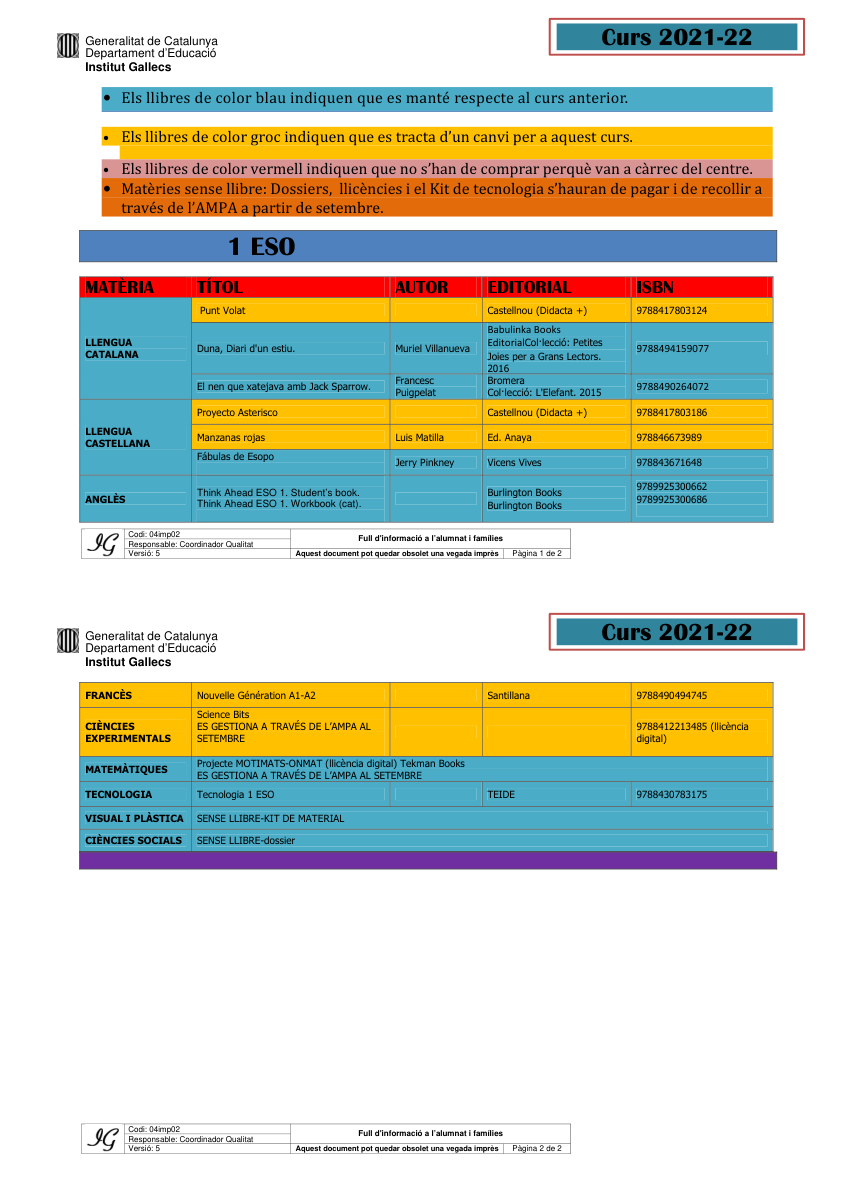 Generalitat de Catalunya
Departament d'Educació
Institut Gallecs
Curs 2021-22
• Els llibres de color blau indiquen que es manté respecte al curs anterior.
• Els llibres de color groc indiquen que es tracta d'un canvi per a aquest curs.
• Els llibres de color vermell indiquen que no s'han de comprar perquè van a càrrec del centre.
• Matèries sense llibre: Dossiers, llicències i el Kit de tecnologia s'hauran de pagar i de recollir a
través de l'AMPA a partir de setembre.
1 ESO
MATÈRIA TÍTOL AUTOR EDITORIAL ISBN
LLENGUA
CATALANA
Punt Volat Castellnou (Didacta +) 9788417803124
Duna, Diari d'un estiu. Muriel Villanueva
Babulinka Books
EditorialCol·lecció: Petites
Joies per a Grans Lectors.
2016
9788494159077
El nen que xatejava amb Jack Sparrow.
Francesc
Puigpelat
Bromera
Col·lecció: L'Elefant. 2015
9788490264072
LLENGUA
CASTELLANA
Proyecto Asterisco Castellnou (Didacta +) 9788417803186
Manzanas rojas Luis Matilla Ed. Anaya 978846673989
Fábulas de Esopo
Jerry Pinkney Vicens Vives 978843671648
ANGLÈS
Think Ahead ESO 1. Student's book.
Think Ahead ESO 1. Workbook (cat).
Burlington Books
Burlington Books
9789925300662
9789925300686
IG
Codi: 04imp02
Responsable: Coordinador Qualitat
Versió: 5
Full d'informació a l'alumnat i famílies
Aquest document pot quedar obsolet una vegada imprès Pàgina 1 de 2
Generalitat de Catalunya
Departament d'Educació
Institut Gallecs
Curs 2021-22
FRANCÈS Nouvelle Génération A1-A2 Santillana 9788490494745
CIÈNCIES
EXPERIMENTALS
Science Bits
ES GESTIONA A TRAVÉS DE L'AMPA AL
SETEMBRE
9788412213485 (llicència
digital)
MATEMÀTIQUES
Projecte MOTIMATS-ONMAT (llicència digital) Tekman Books
ES GESTIONA A TRAVÉS DE L'AMPA AL SETEMBRE
TECNOLOGIA Tecnologia 1 ESO TEIDE 9788430783175
VISUAL I PLÀSTICA SENSE LLIBRE-KIT DE MATERIAL
CIÈNCIES SOCIALS SENSE LLIBRE-dossier
IG
Codi: 04imp02
Responsable: Coordinador Qualitat
Versió: 5
Full d'informació a l'alumnat i famílies
Aquest document pot quedar obsolet una vegada imprès Pàgina 2 de 2